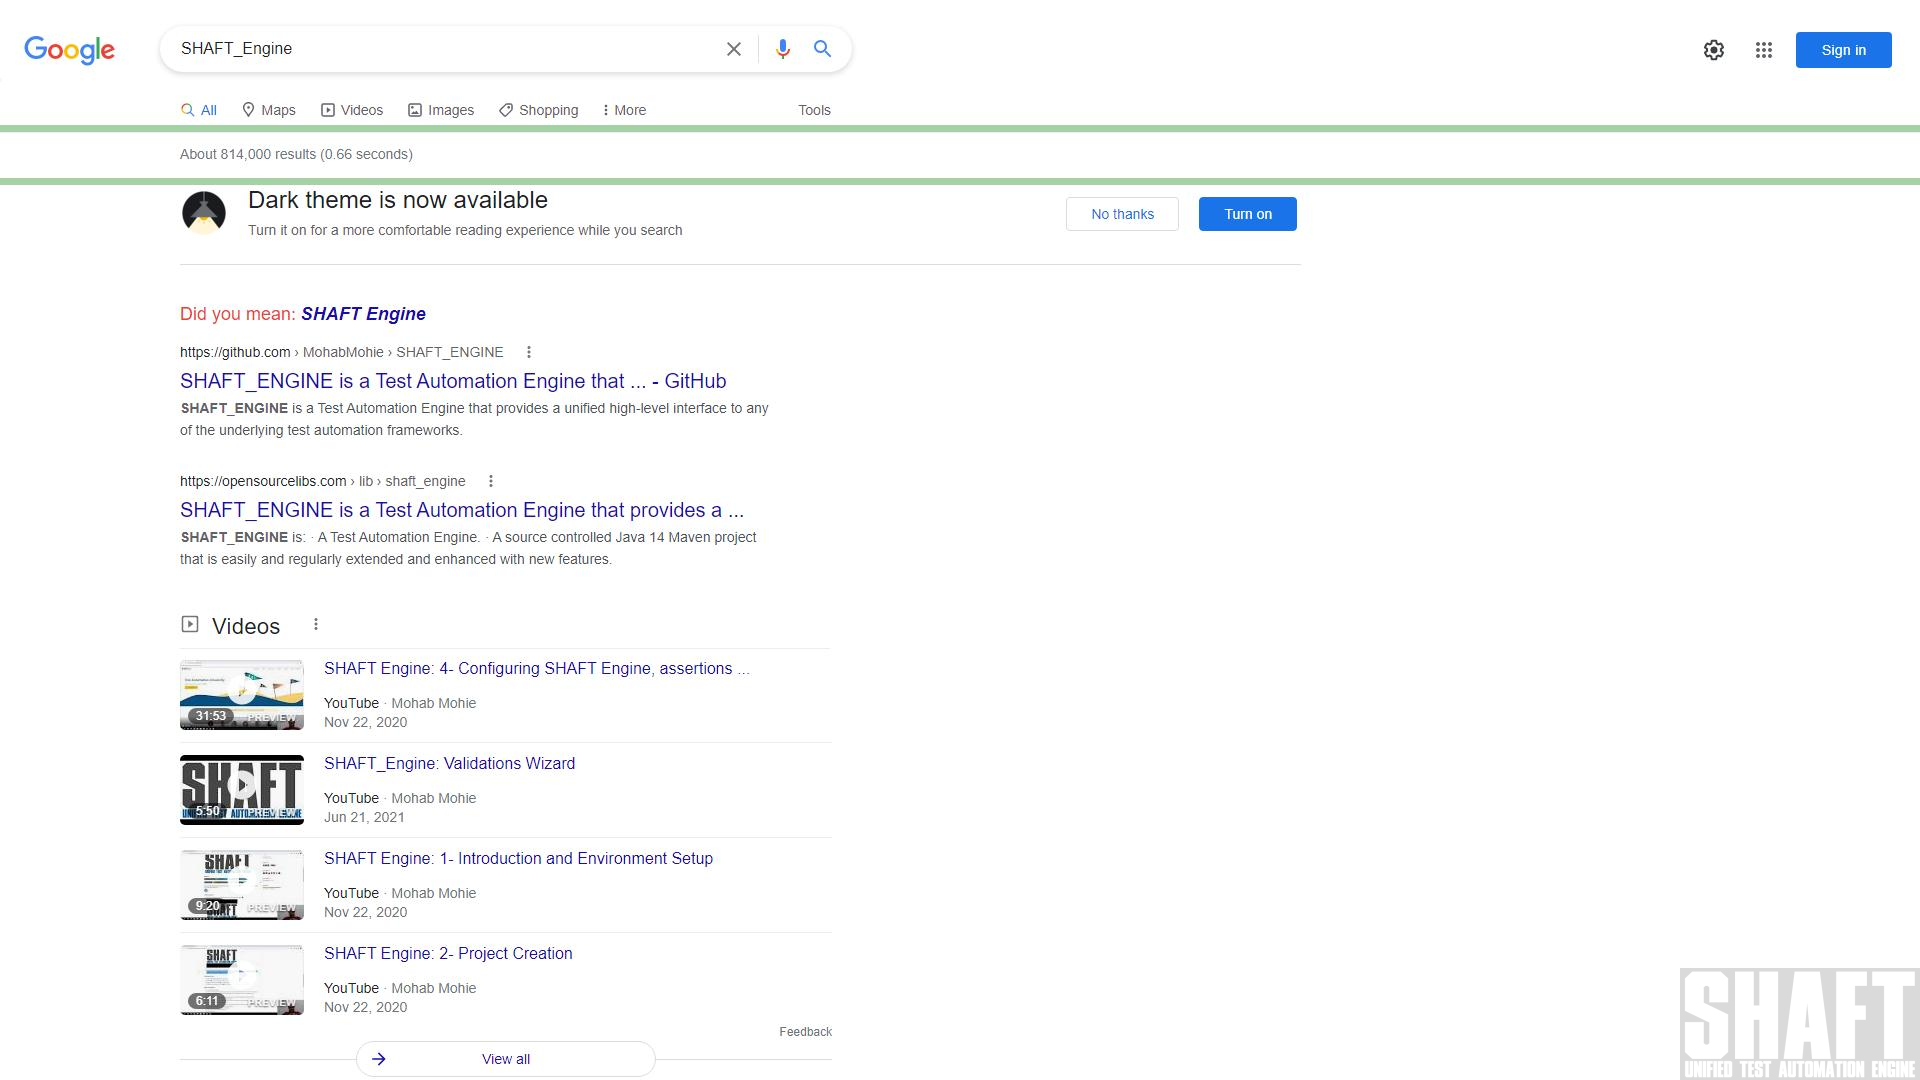 Google
SHAFT_Engine
Sign in
All
Maps
Videos
Images
Shopping
More
Tools
About 814,000 results (0.66 seconds)
Dark theme is now available
Turn it on for a more comfortable reading experience while you search
No thanks
Turn on
Did you mean: SHAFT Engine
https://github.com › MohabMohie › SHAFT_ENGINE
SHAFT_ENGINE is a Test Automation Engine that ... - GitHub
SHAFT_ENGINE is a Test Automation Engine that provides a unified high-level interface to any
of the underlying test automation frameworks.
https://opensourcelibs.com › lib › shaft_engine
SHAFT_ENGINE is a Test Automation Engine that provides a ...
SHAFT_ENGINE is: · A Test Automation Engine. · A source controlled Java 14 Maven project
that is easily and regularly extended and enhanced with new features.
Videos
31:53
PREVIEW
SHAFT Engine: 4- Configuring SHAFT Engine, assertions ...
YouTube · Mohab Mohie
Nov 22, 2020
SHAFT
5:50
PREVIEW
SHAFT_Engine: Validations Wizard
YouTube · Mohab Mohie
Jun 21, 2021
SHAFT
9:20
PREVIEW
SHAFT Engine: 1- Introduction and Environment Setup
YouTube · Mohab Mohie
Nov 22, 2020
SHAFT
6:11
PREVIEW
SHAFT Engine: 2- Project Creation
YouTube · Mohab Mohie
Nov 22, 2020
Feedback
View all
SHAFT
UNIFIED TEST AUTOMATION ENGINE